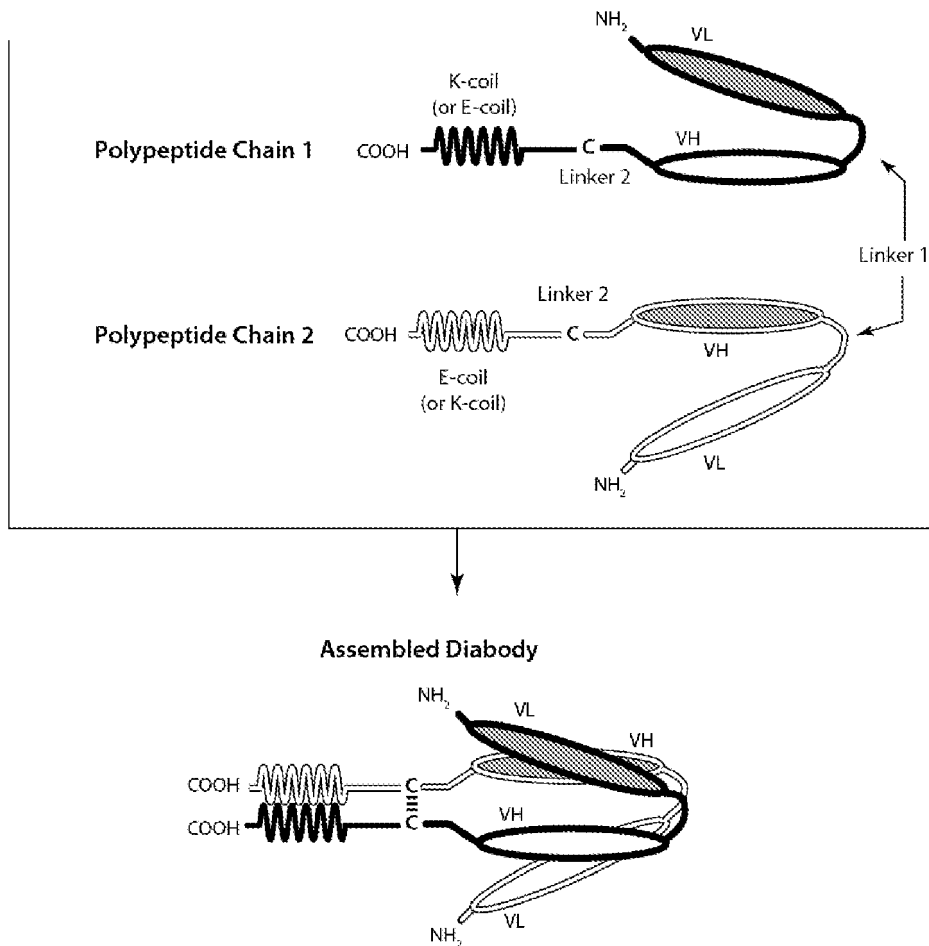 NH2
VL
K-coil
(or E-coil)
Polypeptide Chain 1
COOH
C
VH
Linker 2
Linker 1
Linker 2
Polypeptide Chain 2
COOH
C
VH
E-coil
(or K-coil)
VL
NH2
Assembled Diabody
NH2
VL
VH
COOH
C
COOH
C
VH
VL
NH2